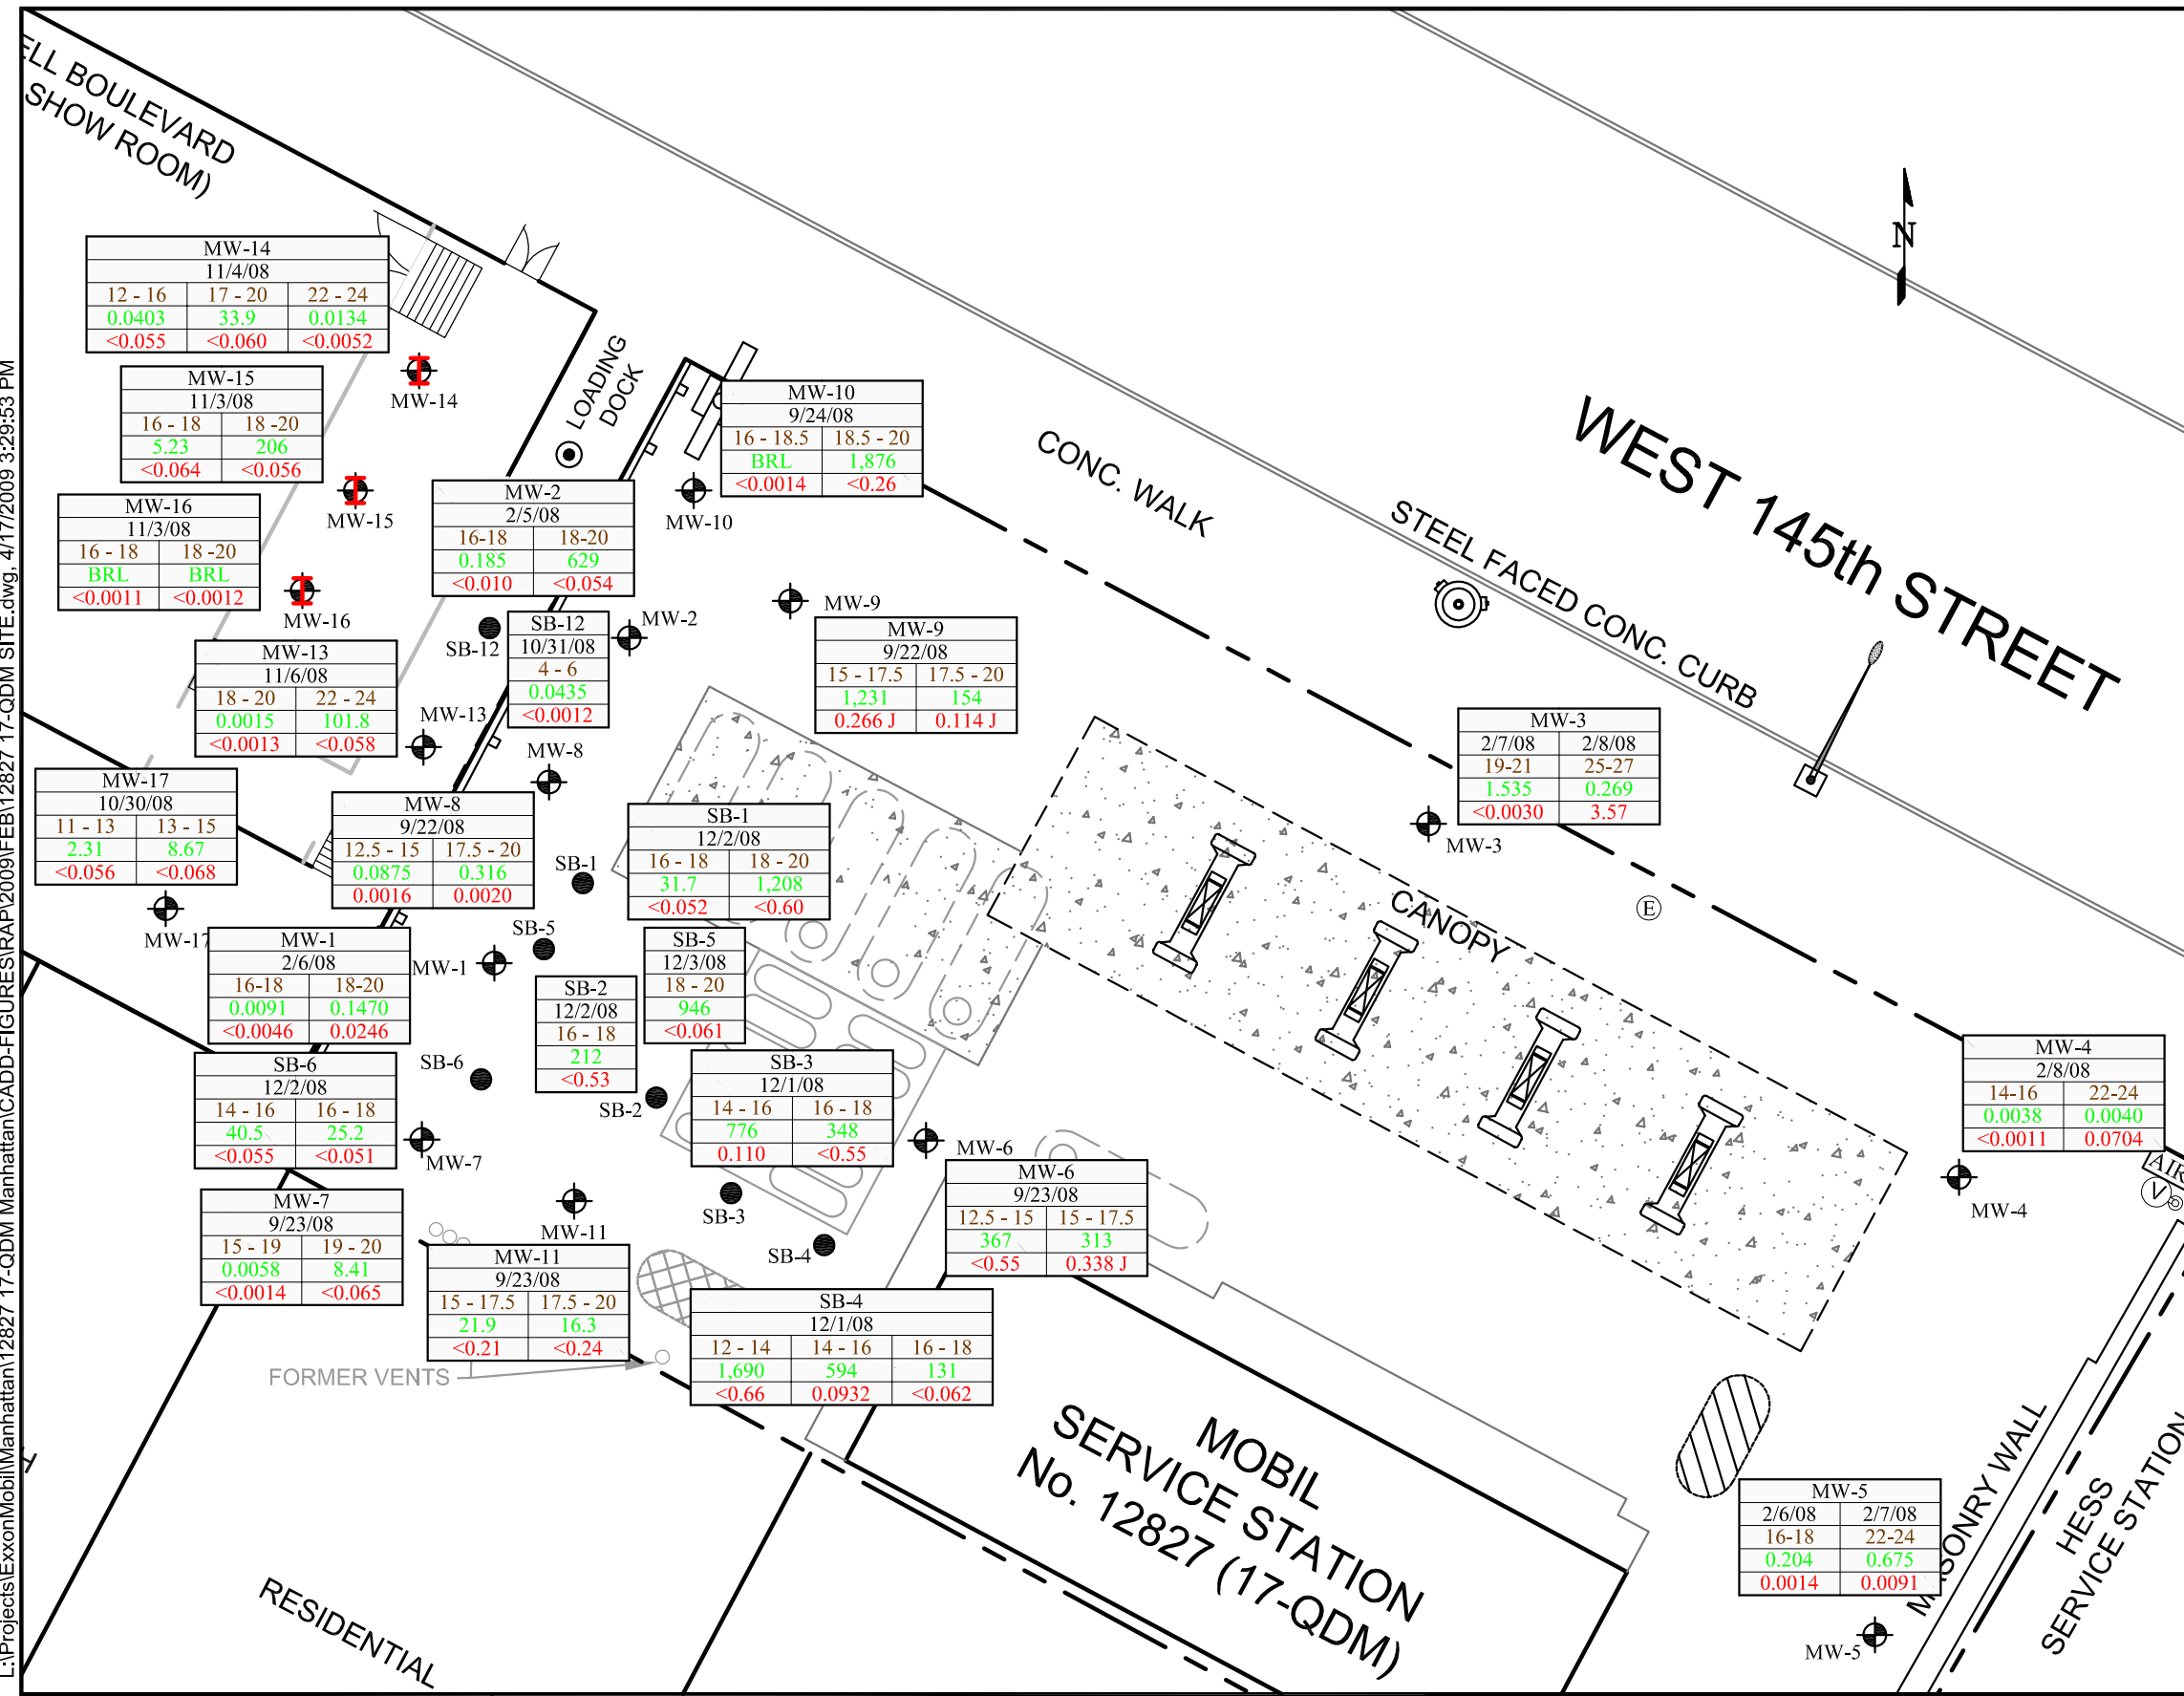 L:\Projects\ExxonMobil\Manhattan\12827 17-QDM Manhattan\CADD-FIGURES\RAP\2009\FEB\12827 17-QDM SITE.dwg, 4/17/2009 3:29:53 PM
ELL BOULEVARD
SHOW ROOM)
N
MW-14
11/4/08
12 - 16 17 - 20 22 - 24
0.0403 33.9 0.0134
<0.055 <0.060 <0.0052
MW-14
LOADING
DOCK
MW-15
11/3/08
16 - 18 18 -20
5.23 206
<0.064 <0.056
MW-15
MW-10
9/24/08
16 - 18.5 18.5 - 20
BRL 1,876
<0.0014 <0.26
MW-10
CONC. WALK
WEST 145th STREET
STEEL FACED CONC. CURB
MW-16
11/3/08
16 - 18 18 -20
BRL BRL
<0.0011 <0.0012
MW-16
MW-2
2/5/08
16-18 18-20
0.185 629
<0.010 <0.054
MW-2
SB-12
SB-12
10/31/08
4 - 6
0.0435
<0.0012
MW-9
MW-9
9/22/08
15 - 17.5 17.5 - 20
1,231 154
0.266 J 0.114 J
MW-13
11/6/08
18 - 20 22 - 24
0.0015 101.8
<0.0013 <0.058
MW-13
MW-8
MW-3
2/7/08 2/8/08
19-21 25-27
1.535 0.269
<0.0030 3.57
MW-3
MW-17
10/30/08
11 - 13 13 - 15
2.31 8.67
<0.056 <0.068
MW-17
MW-8
9/22/08
12.5 - 15 17.5 - 20
0.0875 0.316
0.0016 0.0020
SB-1
SB-1
12/2/08
16 - 18 18 - 20
31.7 1,208
<0.052 <0.60
CANOPY
E
MW-1
2/6/08
16-18 18-20
0.0091 0.1470
<0.0046 0.0246
MW-1
SB-5
SB-5
12/3/08
18 - 20
946
<0.061
SB-2
12/2/08
16 - 18
212
<0.53
SB-2
SB-6
12/2/08
14 - 16 16 - 18
40.5 25.2
<0.055 <0.051
SB-6
MW-7
SB-3
12/1/08
14 - 16 16 - 18
776 348
0.110 <0.55
SB-3
MW-4
2/8/08
14-16 22-24
0.0038 0.0040
<0.0011 0.0704
MW-4
AIR
V
MW-6
MW-6
9/23/08
12.5 - 15 15 - 17.5
367 313
<0.55 0.338 J
MW-7
9/23/08
15 - 19 19 - 20
0.0058 8.41
<0.0014 <0.065
MW-11
MW-11
9/23/08
15 - 17.5 17.5 - 20
21.9 16.3
<0.21 <0.24
SB-4
SB-4
12/1/08
12 - 14 14 - 16 16 - 18
1,690 594 131
<0.66 0.0932 <0.062
FORMER VENTS
MOBIL
SERVICE STATION
No. 12827 (17-QDM)
MW-5
2/6/08 2/7/08
16-18 22-24
0.204 0.675
0.0014 0.0091
MW-5
MASONRY WALL
HESS
SERVICE STATION
RESIDENTIAL
H